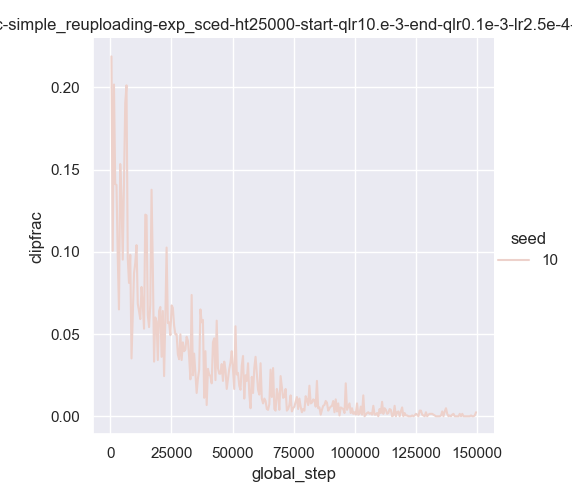 c-simple_reuploading-exp_sced-ht25000-start-qlr10.e-3-end-qlr0.1e-3-lr2.5e-4-
0.20
0.15
0.10
0.05
0.00
clipfrac
0 25000 50000 75000 100000 125000 150000
global_step
seed
10